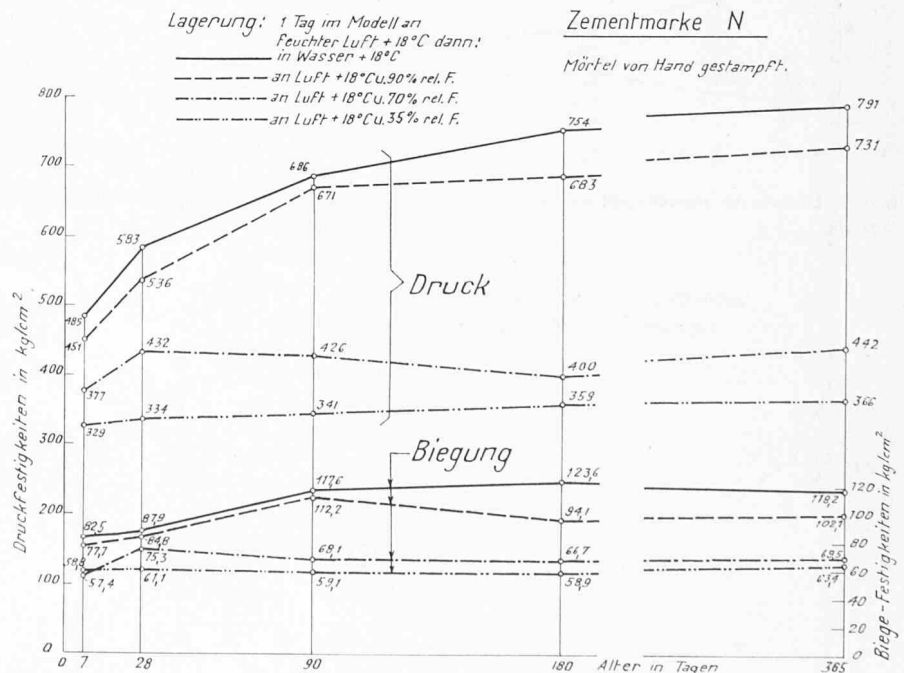 Lagerung: 1 Tag im Modell an
feuchter Luft + 18°C dann:
in Wasser + 18°C
an Luft + 18°C u. 90% rel. F.
an Luft + 18°C u. 70% rel. F.
an Luft + 18°C u. 35% rel. F.
Zementmarke N
Mörtel von Hand gestampft.
Druckfestigkeiten in kg/cm²
800
700
600
500
400
300
200
100
0
485 583 686 754 791
451 536 671 683 731
Druck
377 432 426 400 442
329 334 341 359 366
Biegung
82,5 87,9 117,6 123,6 118,2
77,7 84,8 112,2 94,1 102,1
57,4 75,3 68,1 66,7 69,5
58,8 61,1 59,1 58,9 63,4
120
100
80
60
40
20
0
Biege-Festigkeiten in kg/cm²
0 7 28 90 180 Alter in Tagen 365